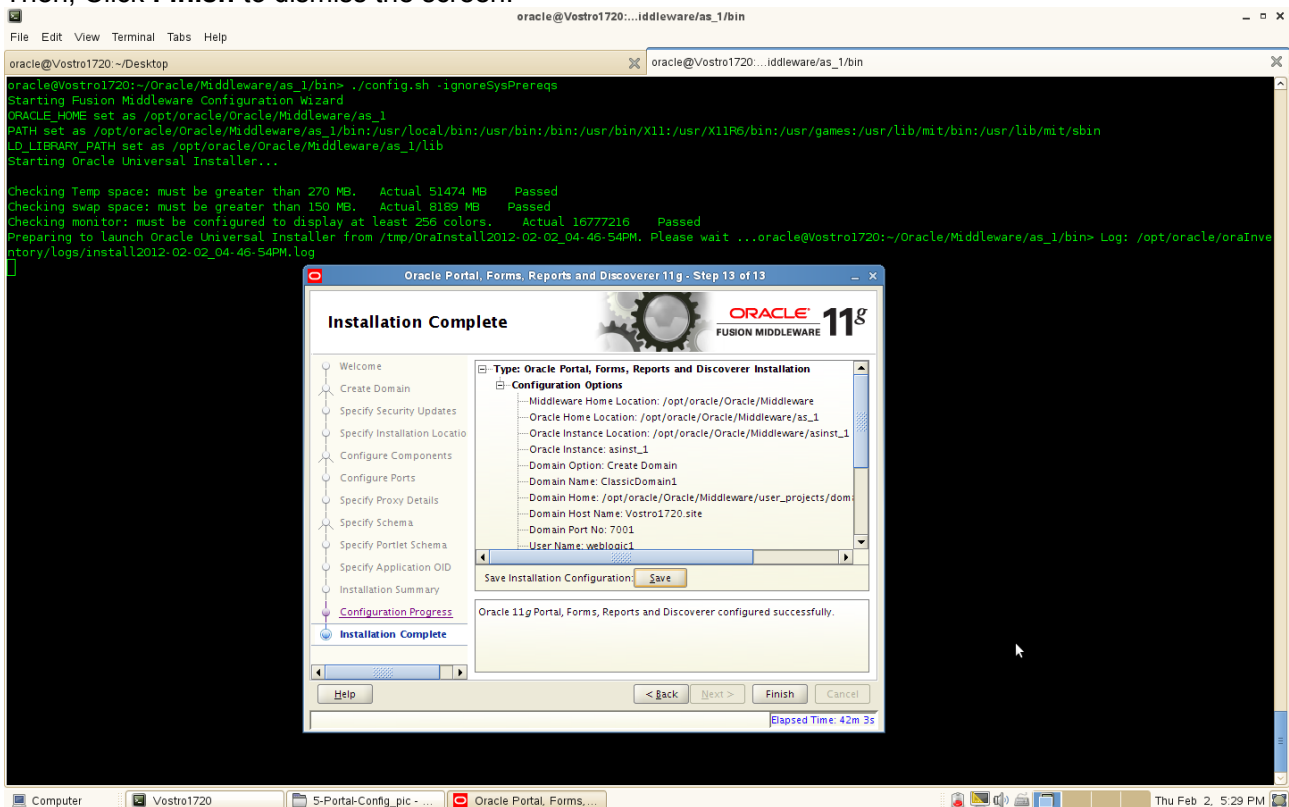 Then, Click Finish to dismiss the screen.
oracle@Vostro1720:...iddleware/as_1/bin
File Edit View Terminal Tabs Help
oracle@Vostro1720:~/Desktop
oracle@Vostro1720:...iddleware/as_1/bin
oracle@Vostro1720:~/Oracle/Middleware/as_1/bin> ./config.sh -ignoreSysPrereqs
Starting Fusion Middleware Configuration Wizard
ORACLE_HOME set as /opt/oracle/Oracle/Middleware/as_1
PATH set as /opt/oracle/Oracle/Middleware/as_1/bin:/usr/local/bin:/usr/bin:/bin:/usr/bin/X11:/usr/X11R6/bin:/usr/games:/usr/lib/mit/bin:/usr/lib/mit/sbin
LD_LIBRARY_PATH set as /opt/oracle/Oracle/Middleware/as_1/lib
Starting Oracle Universal Installer...
Checking Temp space: must be greater than 270 MB. Actual 51474 MB Passed
Checking swap space: must be greater than 150 MB. Actual 8189 MB Passed
Checking monitor: must be configured to display at least 256 colors. Actual 16777216 Passed
Preparing to launch Oracle Universal Installer from /tmp/OraInstall2012-02-02_04-46-54PM. Please wait ...oracle@Vostro1720:~/Oracle/Middleware/as_1/bin> Log: /opt/oracle/oraInve
ntory/logs/install2012-02-02_04-46-54PM.log
Oracle Portal, Forms, Reports and Discoverer 11g - Step 13 of 13
Installation Complete
ORACLE FUSION MIDDLEWARE 11g
Welcome
Create Domain
Specify Security Updates
Specify Installation Locatio
Configure Components
Configure Ports
Specify Proxy Details
Specify Schema
Specify Portlet Schema
Specify Application OID
Installation Summary
Configuration Progress
Installation Complete
Type: Oracle Portal, Forms, Reports and Discoverer Installation
Configuration Options
Middleware Home Location: /opt/oracle/Oracle/Middleware
Oracle Home Location: /opt/oracle/Oracle/Middleware/as_1
Oracle Instance Location: /opt/oracle/Oracle/Middleware/asinst_1
Oracle Instance: asinst_1
Domain Option: Create Domain
Domain Name: ClassicDomain1
Domain Home: /opt/oracle/Oracle/Middleware/user_projects/dom
Domain Host Name: Vostro1720.site
Domain Port No: 7001
User Name: weblogic1
Save Installation Configuration: Save
Oracle 11g Portal, Forms, Reports and Discoverer configured successfully.
Help
< Back
Next >
Finish
Cancel
Elapsed Time: 42m 3s
Computer
Vostro1720
5-Portal-Config_pic - ...
Oracle Portal, Forms,...
Thu Feb 2, 5:29 PM